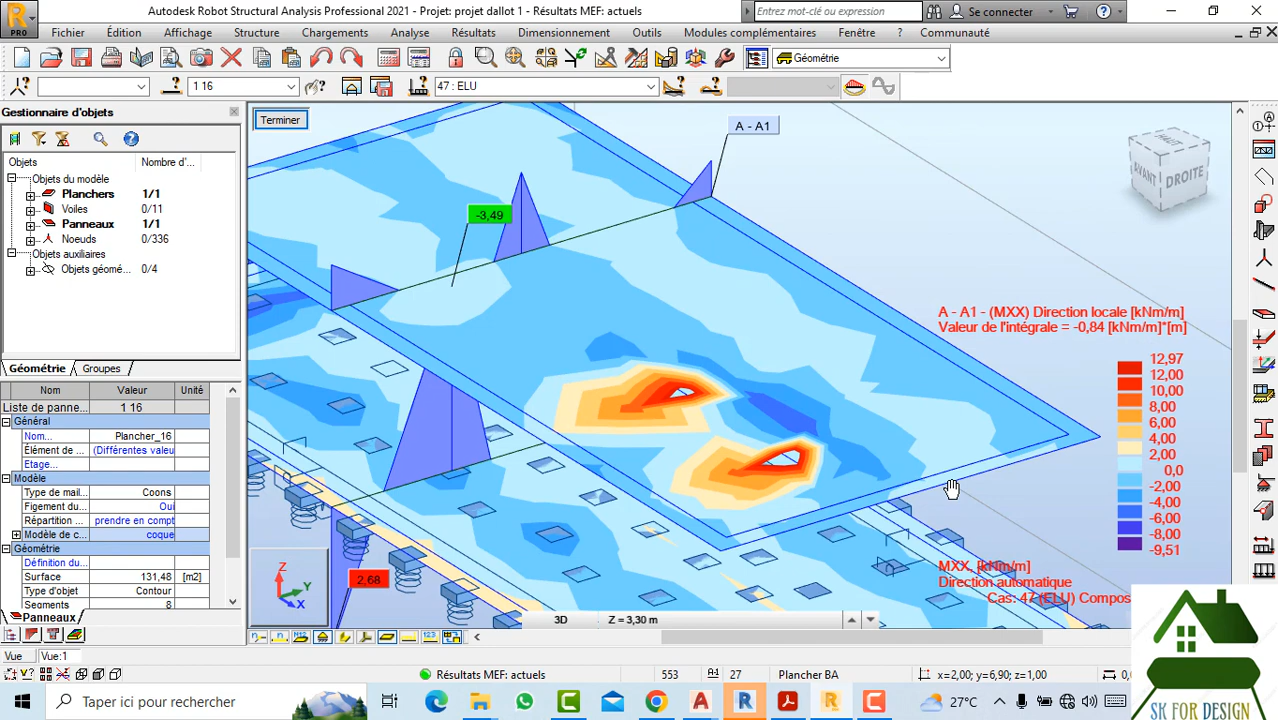 PRO
Autodesk Robot Structural Analysis Professional 2021 - Projet: projet dallot 1 - Résultats MEF: actuels
Entrez mot-clé ou expression
Se connecter
Fichier Édition Affichage Structure Chargements Analyse Résultats Dimensionnement Outils Modules complémentaires Fenêtre ? Communauté
Géométrie
1 16
47 : ELU
Gestionnaire d'objets
Objets Nombre d'...
Objets du modèle
Planchers 1/1
Voiles 0/11
Panneaux 1/1
Noeuds 0/336
Objets auxiliaires
Objets géomé... 0/4
Géométrie Groupes
Nom Valeur Unité
Liste de panne... 1 16
Général
Nom... Plancher_16
Élément de ... (Différentes valeu
Etage...
Modèle
Type de mail... Coons
Figement du... Oui
Répartition ... prendre en compt
Modèle de c... coque
Géométrie
Définition du...
Surface 131,48 [m2]
Type d'objet Contour
Segments 8
Panneaux
Terminer
A - A1
-3,49
2,68
HAUT
AVANT
DROITE
A - A1 - (MXX) Direction locale [kNm/m]
Valeur de l'intégrale = -0,84 [kNm/m]*[m]
12,97
12,00
10,00
8,00
6,00
4,00
2,00
0,0
-2,00
-4,00
-6,00
-8,00
-9,51
MXX, [kNm/m]
Direction automatique
Cas: 47 (ELU) Compos
Z
Y
X
3D Z = 3,30 m
Vue Vue:1
Résultats MEF: actuels 553 27 Plancher BA x=2,00; y=6,90; z=1,00 0,
Taper ici pour rechercher
27°C
SK FOR DESIGN